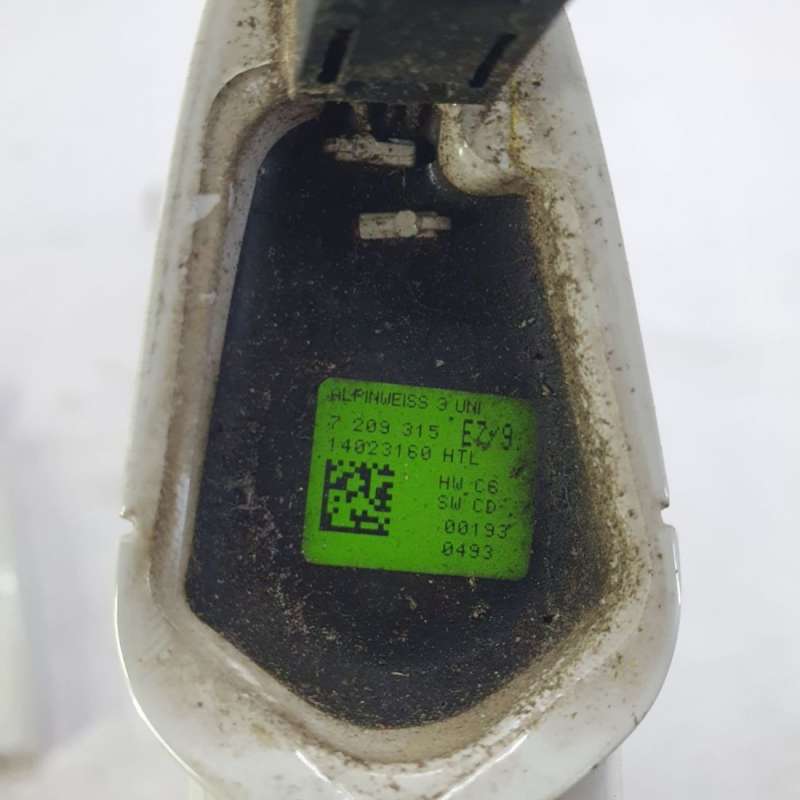 ALPINWEISS 3 UNI
7 209 315 EZ/9
14023160 HTL
HW C6
SW CD
00193
0493